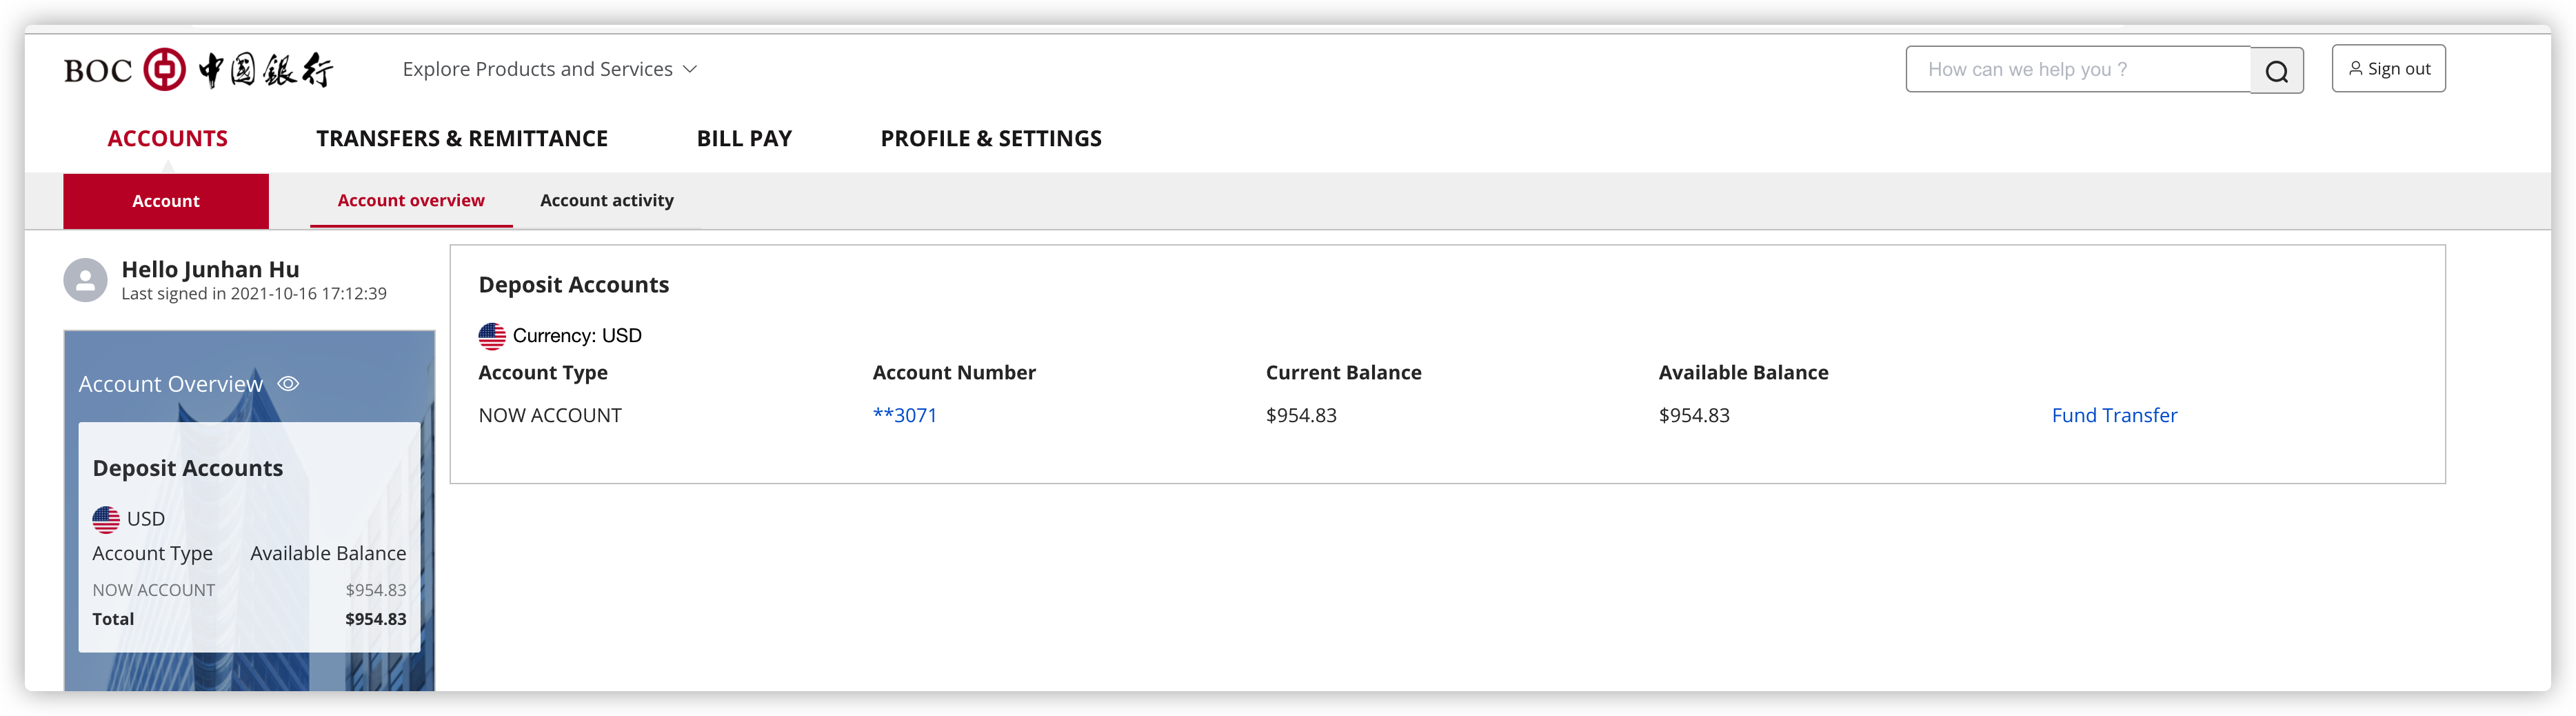 BOC 中國銀行 Explore Products and Services How can we help you ? Sign out
ACCOUNTS TRANSFERS & REMITTANCE BILL PAY PROFILE & SETTINGS
Account Account overview Account activity
Hello Junhan Hu
Last signed in 2021-10-16 17:12:39
Account Overview
Deposit Accounts
USD
Account Type Available Balance
NOW ACCOUNT $954.83
Total $954.83
Deposit Accounts
Currency: USD
Account Type Account Number Current Balance Available Balance
NOW ACCOUNT **3071 $954.83 $954.83 Fund Transfer